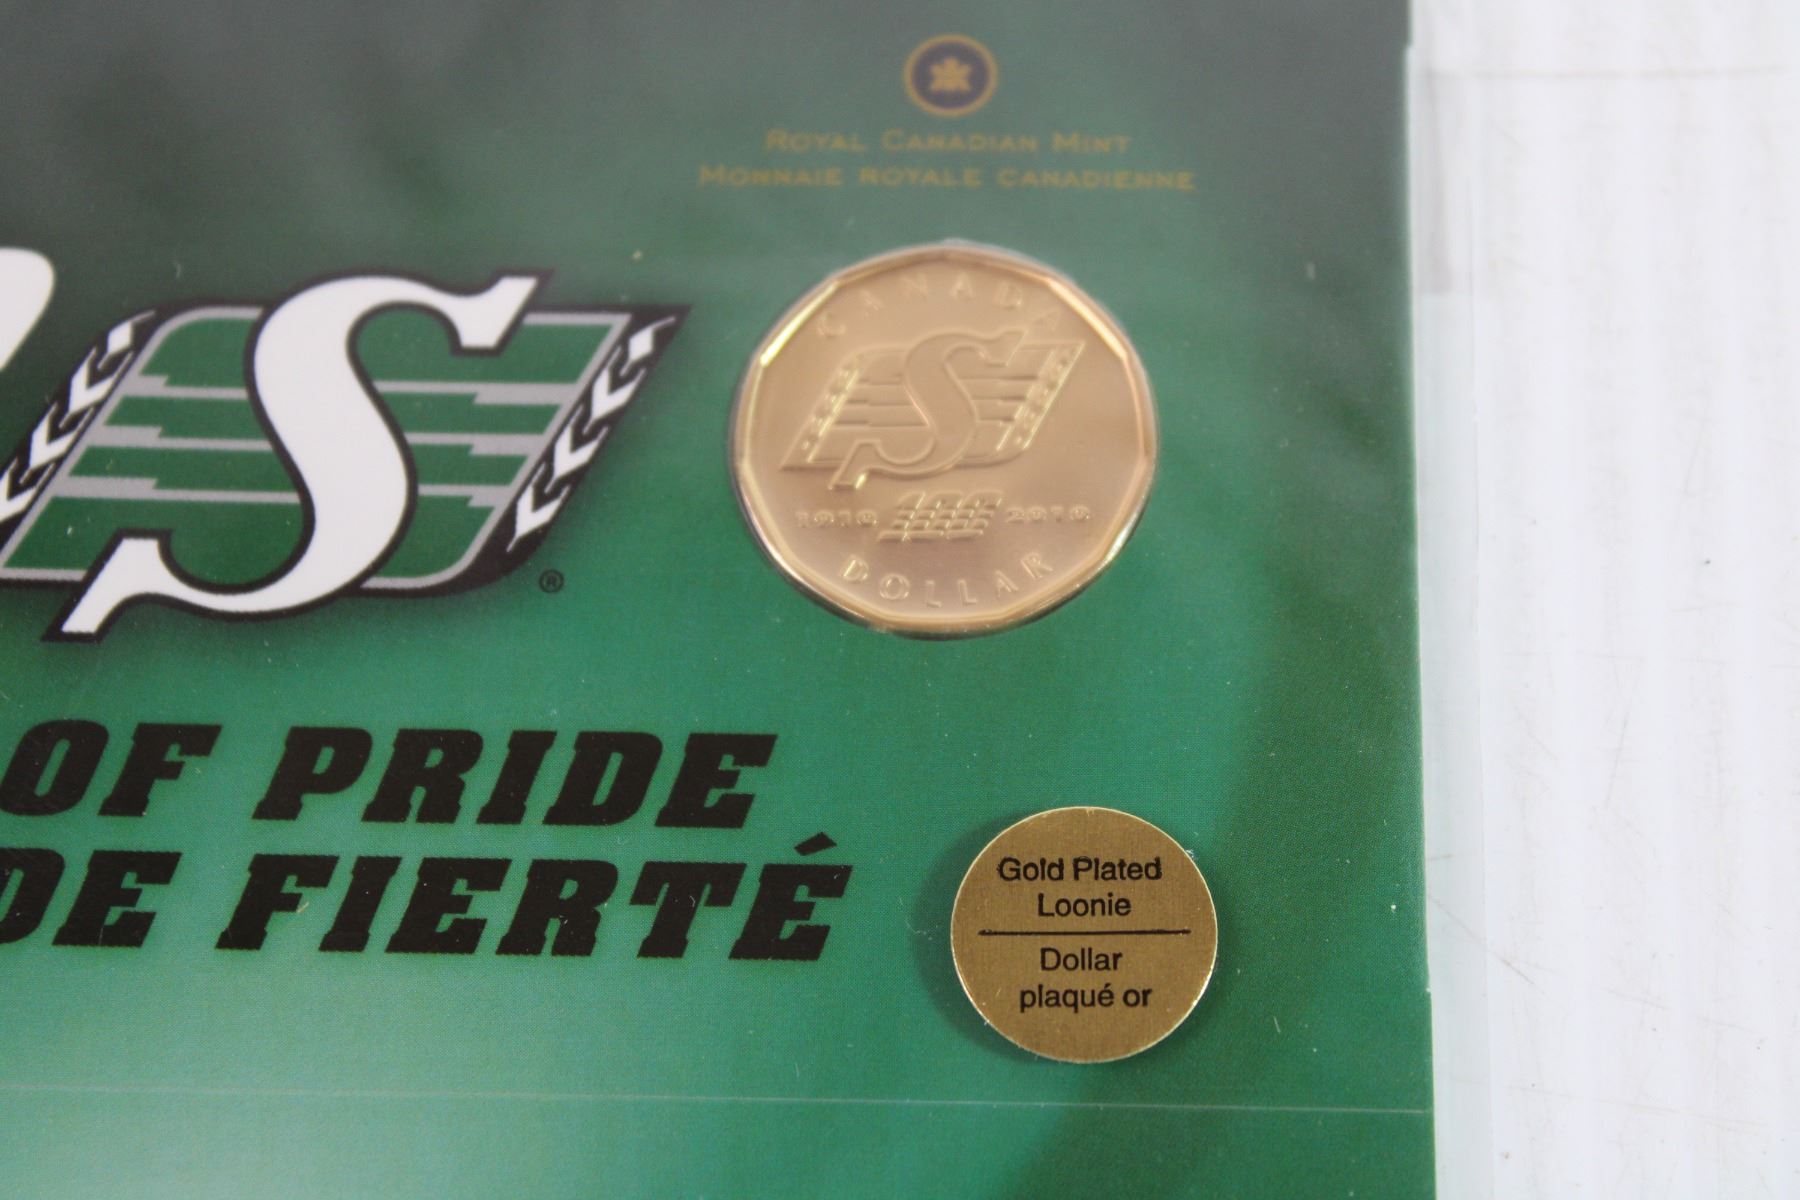 ROYAL CANADIAN MINT
MONNAIE ROYALE CANADIENNE
S
®
CANADA
S
100
1910 2010
DOLLAR
OF PRIDE
DE FIERTÉ
Gold Plated
Loonie
Dollar
plaqué or